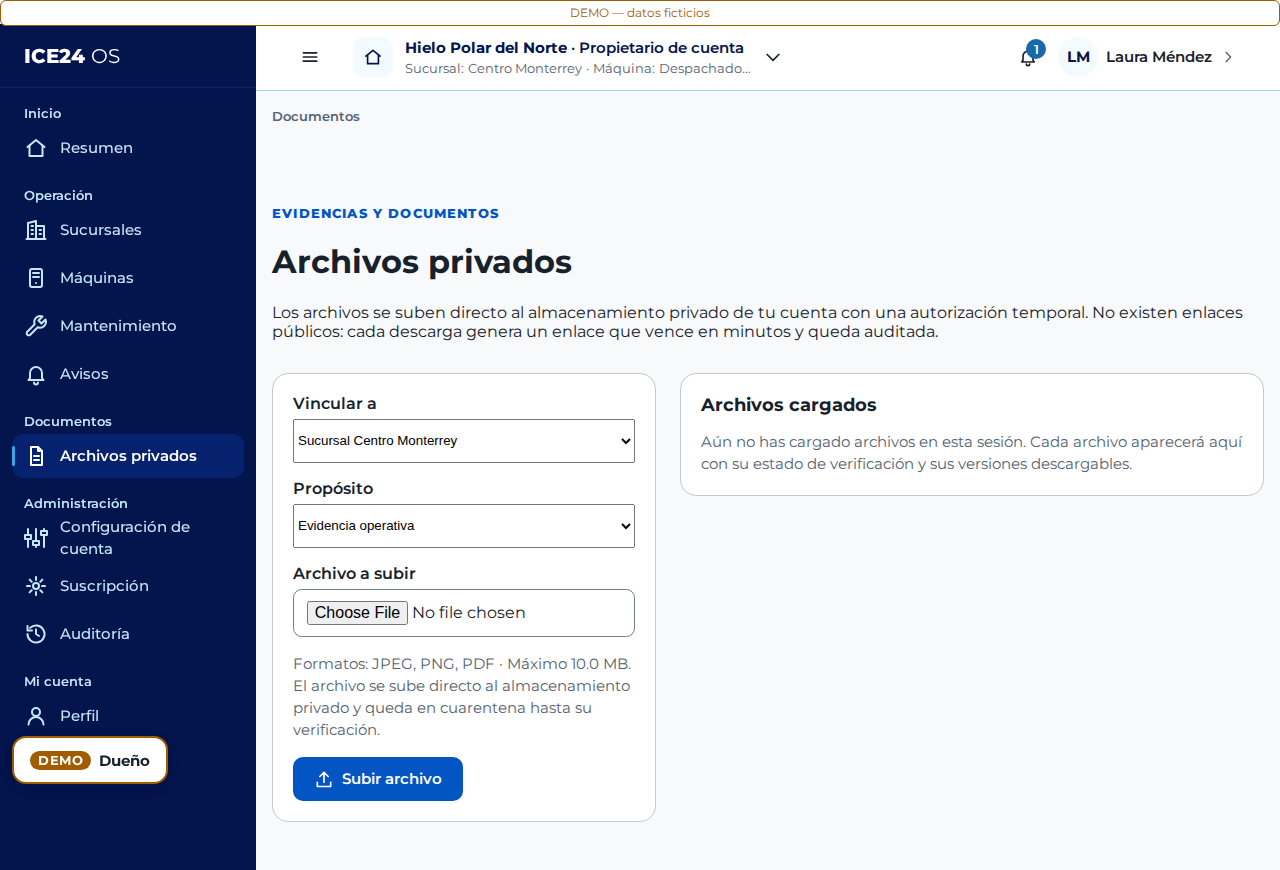 DEMO — datos ficticios
ICE24 OS
Inicio
Resumen
Operación
Sucursales
Máquinas
Mantenimiento
Avisos
Documentos
Archivos privados
Administración
Configuración de
cuenta
Suscripción
Auditoría
Mi cuenta
Perfil
DEMO Dueño
Hielo Polar del Norte · Propietario de cuenta
Sucursal: Centro Monterrey · Máquina: Despachado...
1
LM Laura Méndez
Documentos
EVIDENCIAS Y DOCUMENTOS
Archivos privados
Los archivos se suben directo al almacenamiento privado de tu cuenta con una autorización temporal. No existen enlaces
públicos: cada descarga genera un enlace que vence en minutos y queda auditada.
Vincular a
Sucursal Centro Monterrey
Propósito
Evidencia operativa
Archivo a subir
Choose File No file chosen
Formatos: JPEG, PNG, PDF · Máximo 10.0 MB.
El archivo se sube directo al almacenamiento
privado y queda en cuarentena hasta su
verificación.
Subir archivo
Archivos cargados
Aún no has cargado archivos en esta sesión. Cada archivo aparecerá aquí
con su estado de verificación y sus versiones descargables.